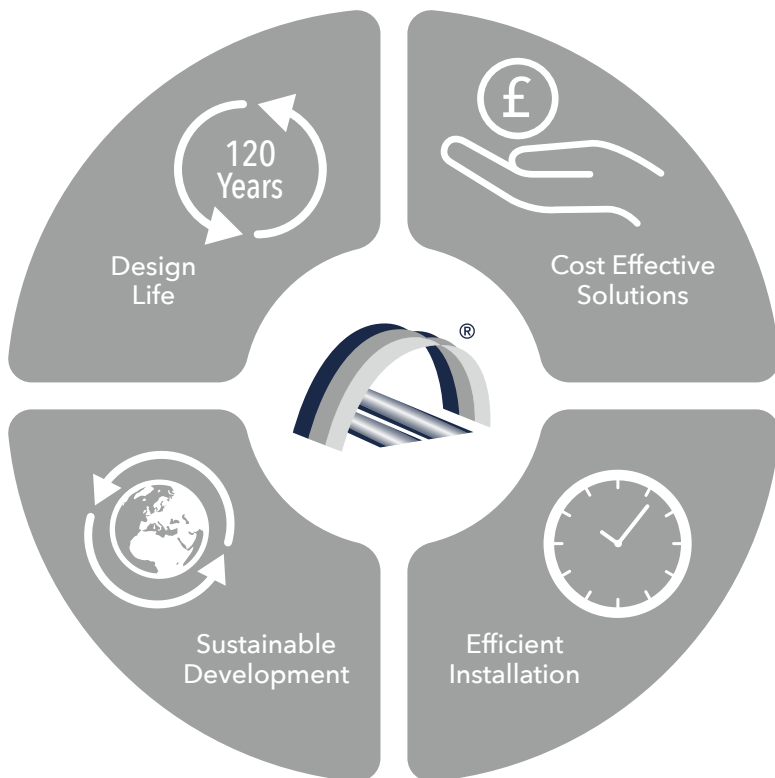 120
Years
Design
Life
£
Cost Effective
Solutions
®
Sustainable
Development
Efficient
Installation